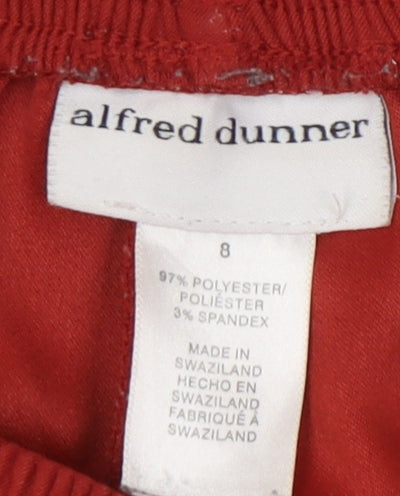 alfred dunner
8
97% POLYESTER/
POLIÉSTER
3% SPANDEX
MADE IN
SWAZILAND
HECHO EN
SWAZILAND
FABRIQUÉ À
SWAZILAND